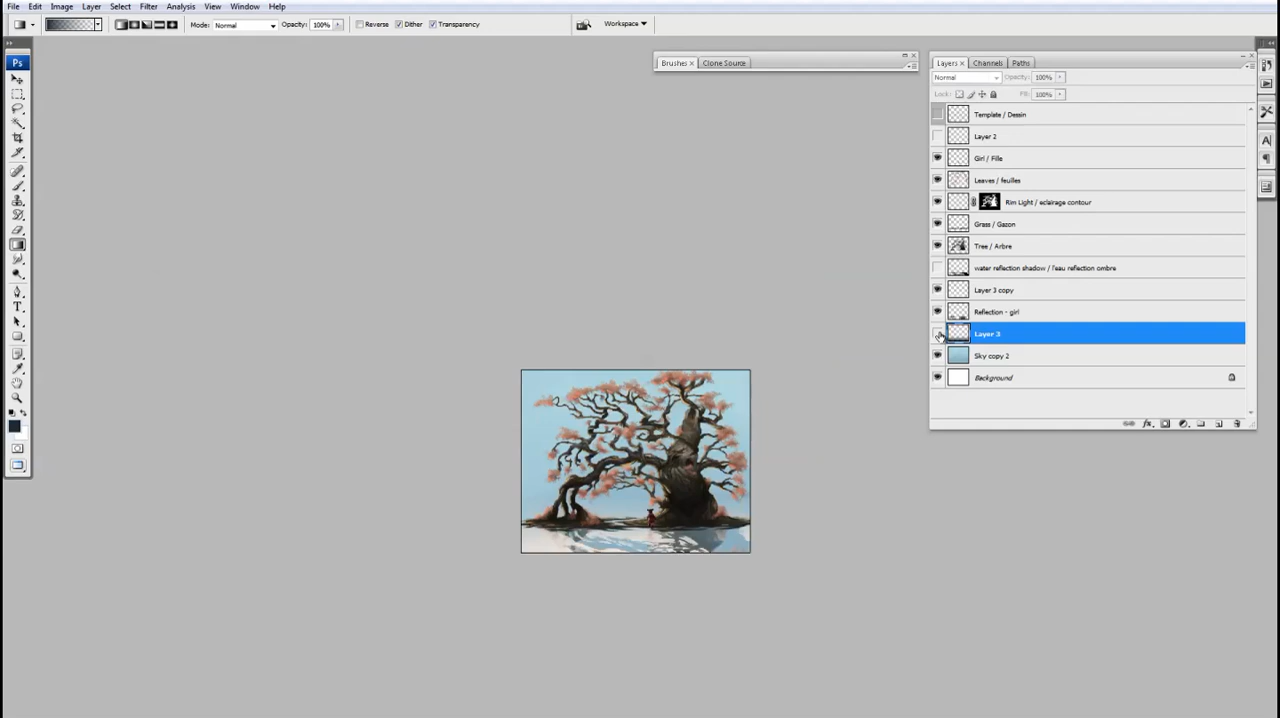 File Edit Image Layer Select Filter Analysis View Window Help
Mode: Normal Opacity: 100% Reverse Dither Transparency Workspace
Ps
Brushes × Clone Source
Layers × Channels Paths
Normal Opacity: 100%
Lock: Fill: 100%
Template / Dessin
Layer 2
Girl / Fille
Leaves / feuilles
Rim Light / eclairage contour
Grass / Gazon
Tree / Arbre
water reflection shadow / l'eau reflection ombre
Layer 3 copy
Reflection - girl
Layer 3
Sky copy 2
Background